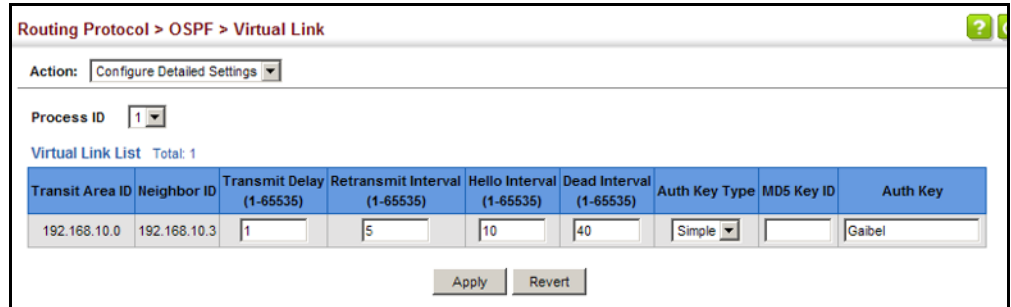 Routing Protocol > OSPF > Virtual Link
?
Action: Configure Detailed Settings
Process ID 1
Virtual Link List Total: 1
Transit Area ID Neighbor ID Transmit Delay (1-65535) Retransmit Interval (1-65535) Hello Interval (1-65535) Dead Interval (1-65535) Auth Key Type MD5 Key ID Auth Key
192.168.10.0 192.168.10.3 1 5 10 40 Simple Gaibel
Apply Revert